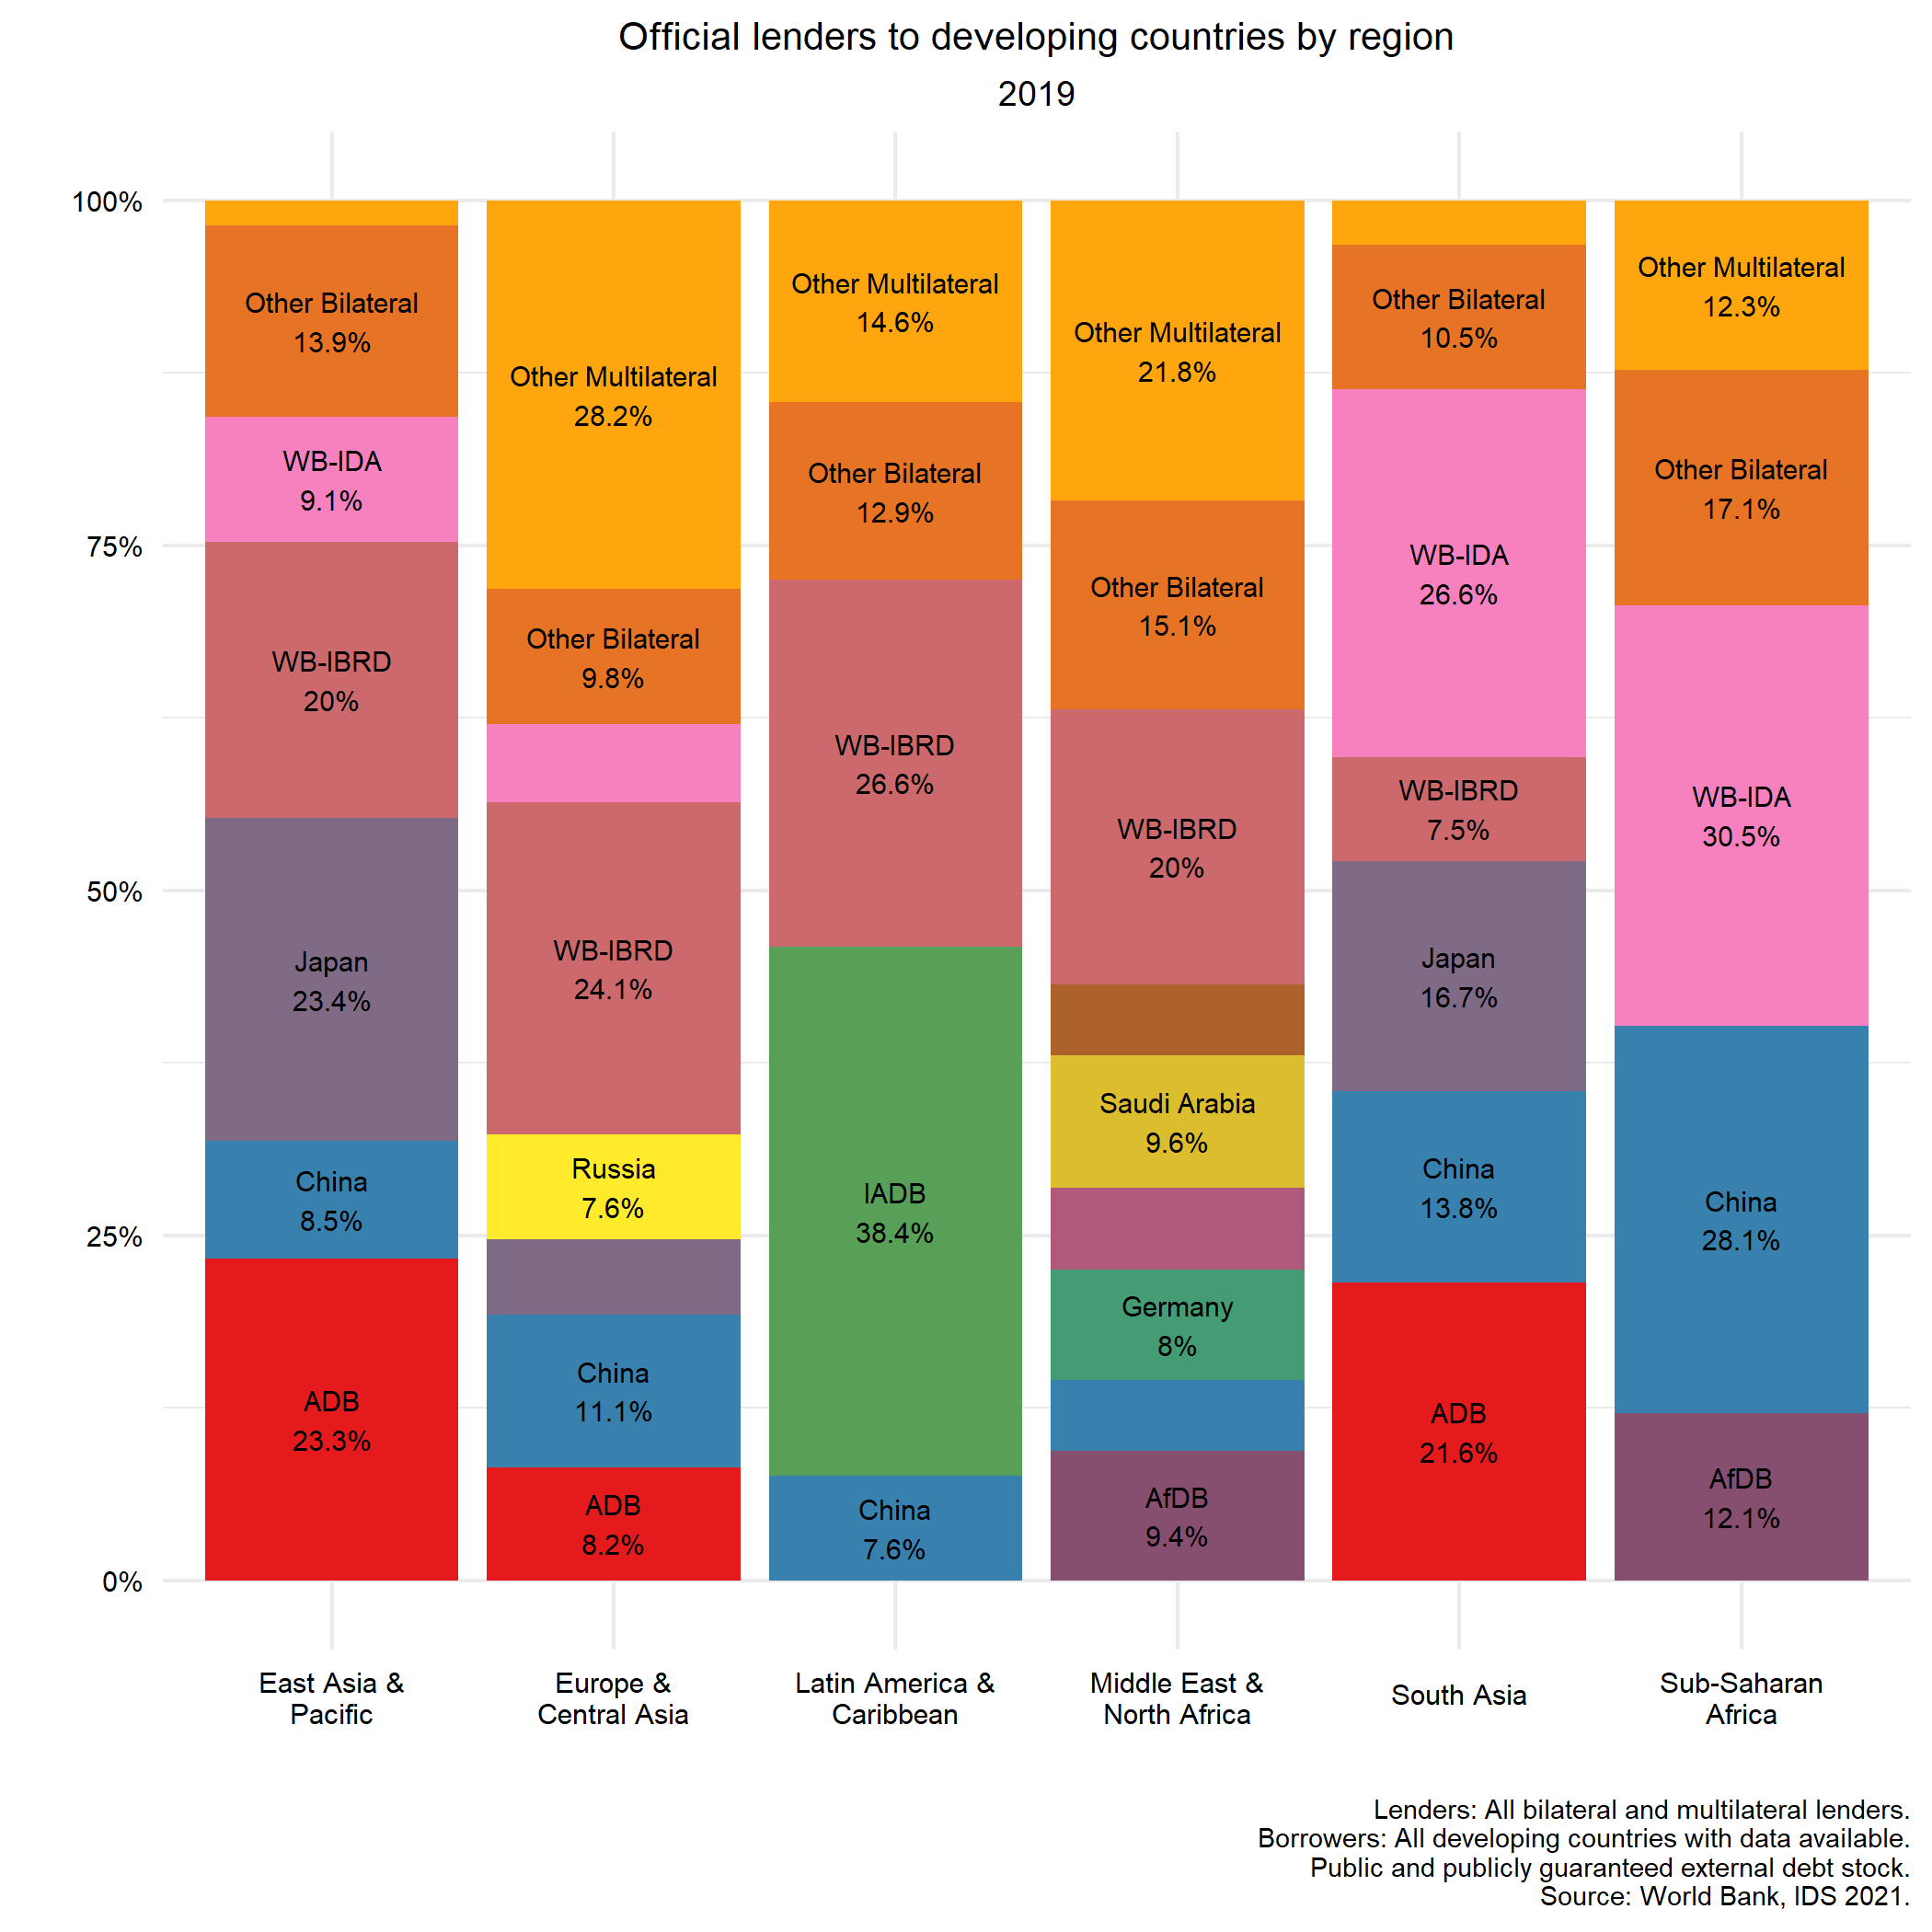 Official lenders to developing countries by region
2019
100%
75%
50%
25%
0%
Other Bilateral
13.9%
WB-IDA
9.1%
WB-IBRD
20%
Japan
23.4%
China
8.5%
ADB
23.3%
Other Multilateral
28.2%
Other Bilateral
9.8%
WB-IBRD
24.1%
Russia
7.6%
China
11.1%
ADB
8.2%
Other Multilateral
14.6%
Other Bilateral
12.9%
WB-IBRD
26.6%
IADB
38.4%
China
7.6%
Other Multilateral
21.8%
Other Bilateral
15.1%
WB-IBRD
20%
Saudi Arabia
9.6%
Germany
8%
AfDB
9.4%
Other Bilateral
10.5%
WB-IDA
26.6%
WB-IBRD
7.5%
Japan
16.7%
China
13.8%
ADB
21.6%
Other Multilateral
12.3%
Other Bilateral
17.1%
WB-IDA
30.5%
China
28.1%
AfDB
12.1%
East Asia &
Pacific
Europe &
Central Asia
Latin America &
Caribbean
Middle East &
North Africa
South Asia
Sub-Saharan
Africa
Lenders: All bilateral and multilateral lenders.
Borrowers: All developing countries with data available.
Public and publicly guaranteed external debt stock.
Source: World Bank, IDS 2021.